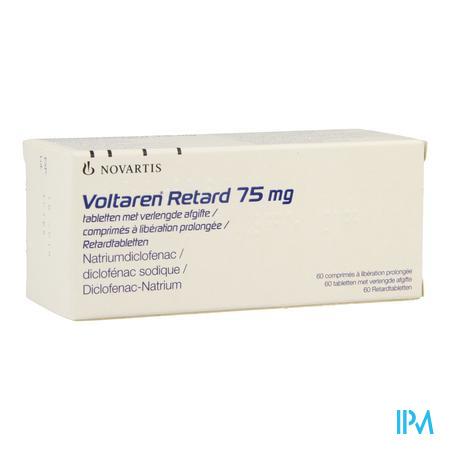 NOVARTIS
Voltaren® Retard 75 mg
tabletten met verlengde afgifte /
comprimés à libération prolongée /
Retardtabletten
Natriumdiclofenac /
diclofénac sodique /
Diclofenac-Natrium
60 comprimés à libération prolongée
60 tabletten met verlengde afgifte
60 Retardtabletten
IPM